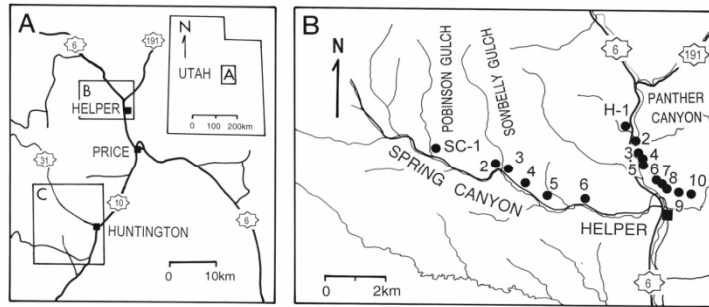 A
6
191
N
UTAH
A
B
HELPER
0 100 200km
PRICE
31
C
10
6
HUNTINGTON
0 10km
B
N
6
191
POBINSON GULCH
SOWBELLY GULCH
PANTHER
CANYON
H-1
2
3
4
5
6
7
8
9
10
SC-1
2
3
4
5
6
SPRING CANYON
HELPER
0 2km
6